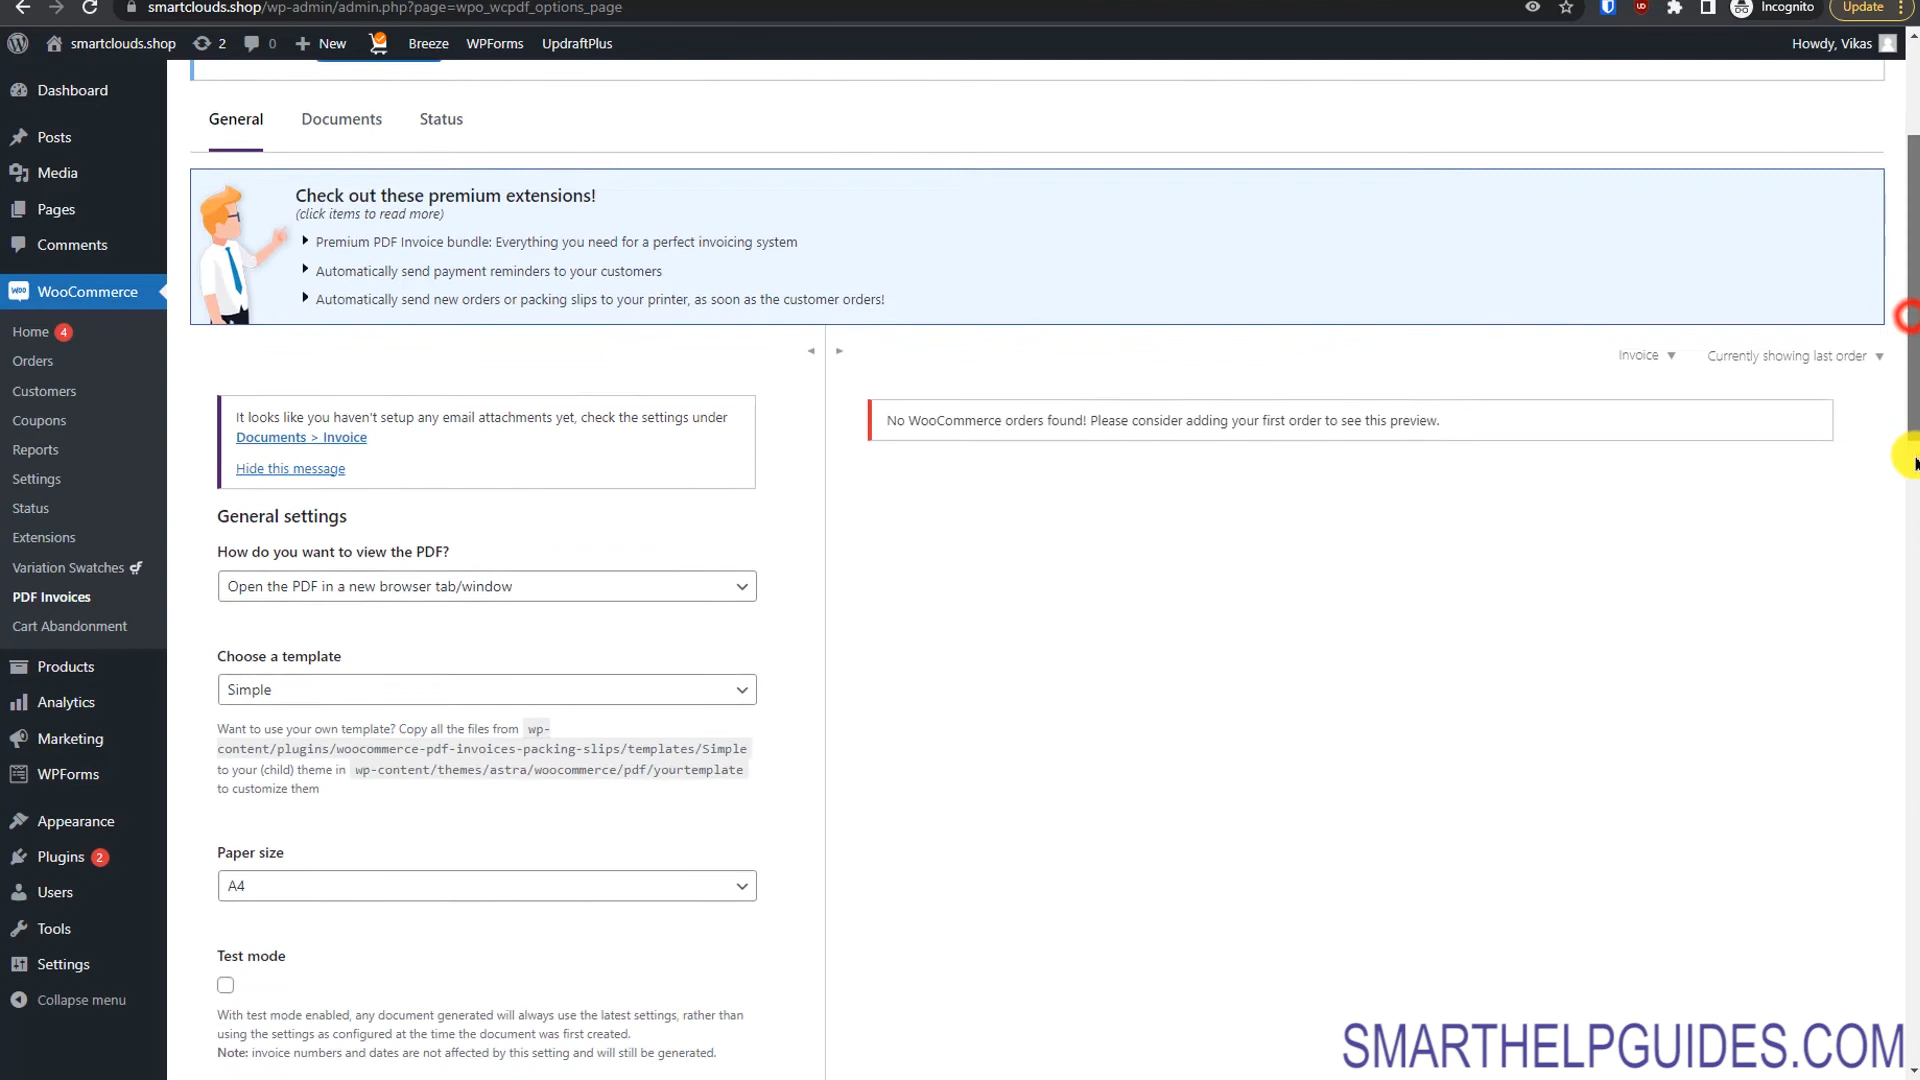 smartclouds.shop/wp-admin/admin.php?page=wpo_wcpdf_options_page
Incognito
Update
smartclouds.shop
2
0
New
Breeze
WPForms
UpdraftPlus
Howdy, Vikas
Dashboard
Posts
Media
Pages
Comments
WooCommerce
Home 4
Orders
Customers
Coupons
Reports
Settings
Status
Extensions
Variation Swatches
PDF Invoices
Cart Abandonment
Products
Analytics
Marketing
WPForms
Appearance
Plugins 2
Users
Tools
Settings
Collapse menu
General
Documents
Status
Check out these premium extensions!
(click items to read more)
Premium PDF Invoice bundle: Everything you need for a perfect invoicing system
Automatically send payment reminders to your customers
Automatically send new orders or packing slips to your printer, as soon as the customer orders!
Invoice
Currently showing last order
It looks like you haven't setup any email attachments yet, check the settings under
Documents > Invoice
Hide this message
No WooCommerce orders found! Please consider adding your first order to see this preview.
General settings
How do you want to view the PDF?
Open the PDF in a new browser tab/window
Choose a template
Simple
Want to use your own template? Copy all the files from wp-
content/plugins/woocommerce-pdf-invoices-packing-slips/templates/Simple
to your (child) theme in wp-content/themes/astra/woocommerce/pdf/yourtemplate
to customize them
Paper size
A4
Test mode
With test mode enabled, any document generated will always use the latest settings, rather than
using the settings as configured at the time the document was first created.
Note: invoice numbers and dates are not affected by this setting and will still be generated.
SMARTHELPGUIDES.COM